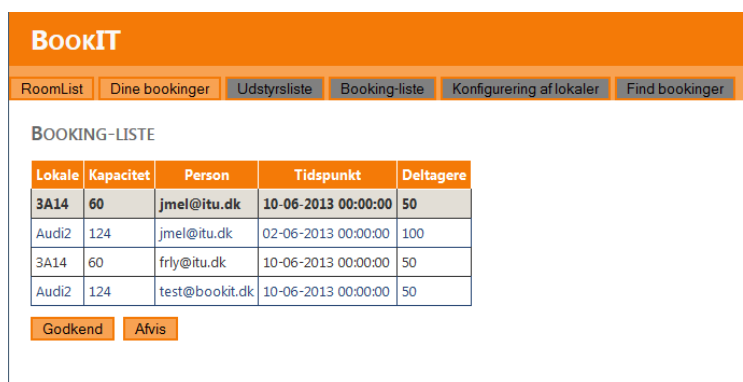 BookIT
RoomList Dine bookinger Udstyrsliste Booking-liste Konfigurering af lokaler Find bookinger
Booking-liste
Lokale Kapacitet Person Tidspunkt Deltagere
3A14 60 jmel@itu.dk 10-06-2013 00:00:00 50
Audi2 124 jmel@itu.dk 02-06-2013 00:00:00 100
3A14 60 frly@itu.dk 10-06-2013 00:00:00 50
Audi2 124 test@bookit.dk 10-06-2013 00:00:00 50
Godkend Afvis